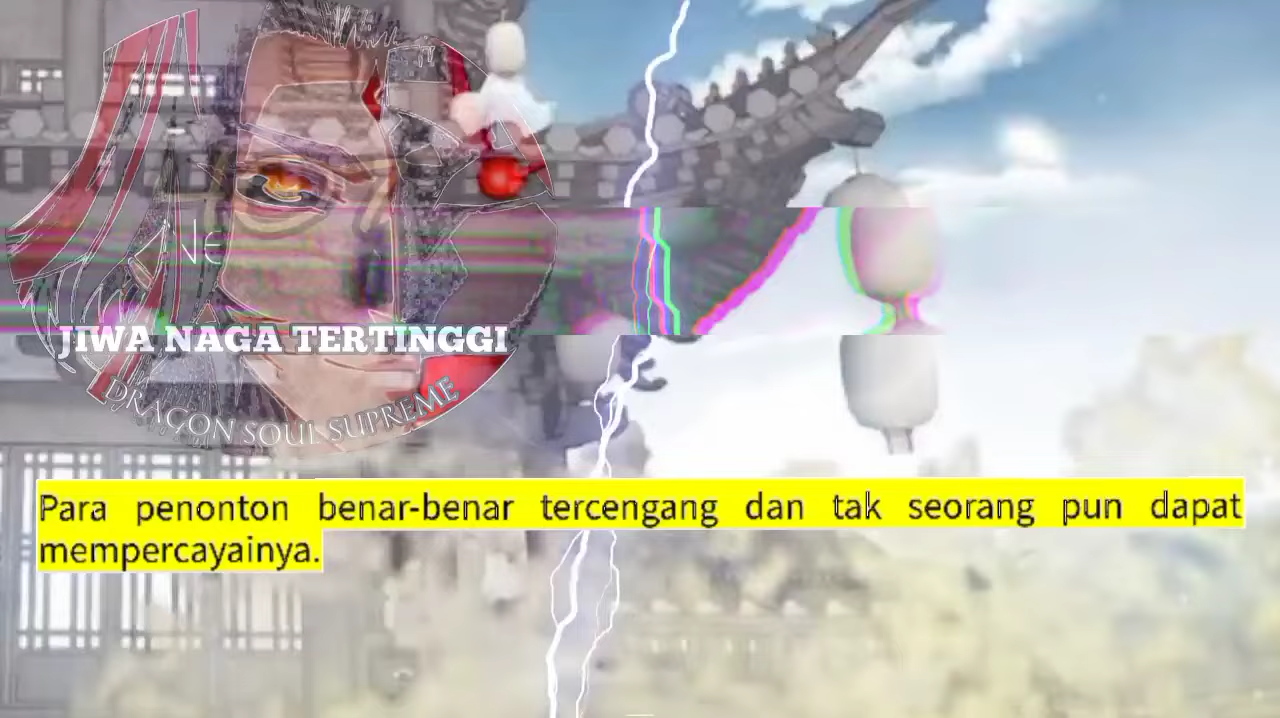 JIWA NAGA TERTINGGI
DRAGON SOUL SUPREME
Para penonton benar-benar tercengang dan tak seorang pun dapat
mempercayainya.